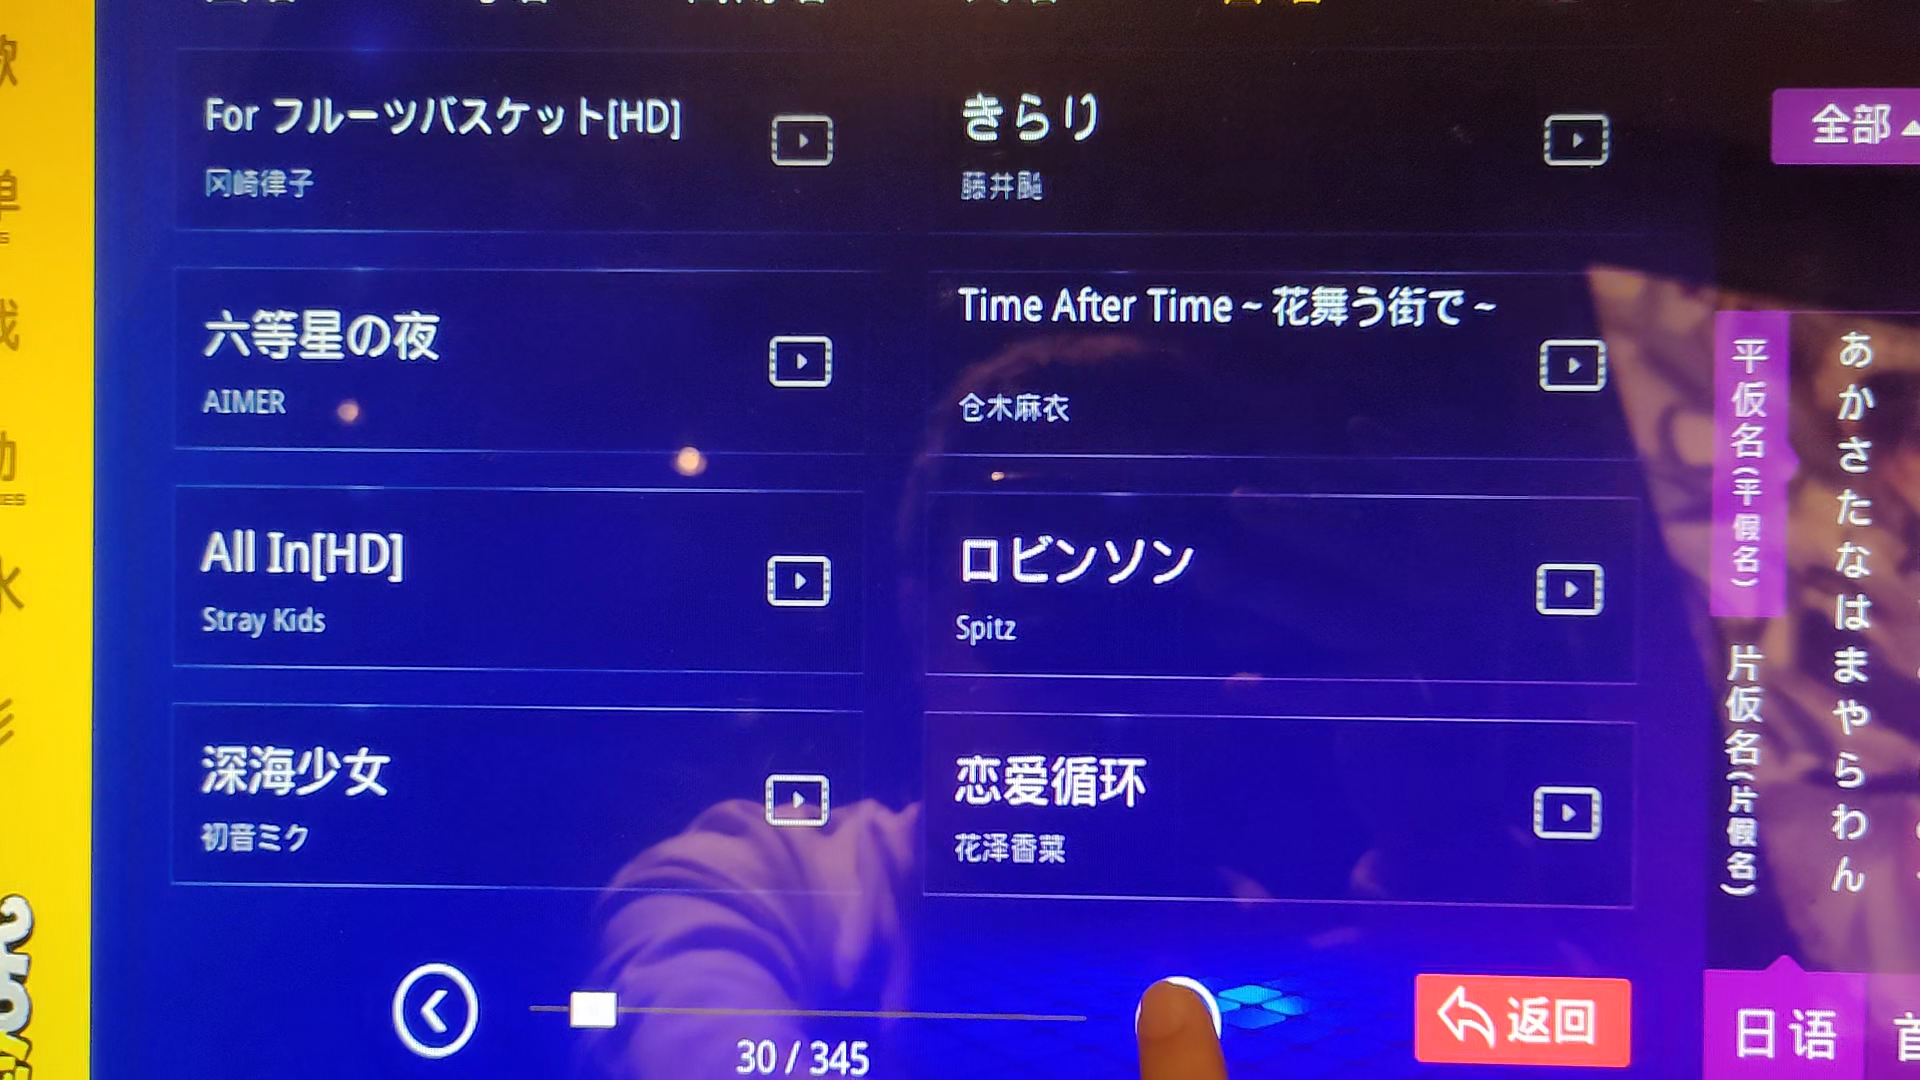 For フルーツバスケット[HD]
冈崎律子
きらり
藤井颱
六等星の夜
AIMER
Time After Time ~ 花舞う街で ~
仓木麻衣
All In[HD]
Stray Kids
ロビンソン
Spitz
深海少女
初音ミク
恋爱循环
花泽香菜
30 / 345
返回
全部
平仮名(平假名)
片仮名(片假名)
あかさたなはまやらわん
日语